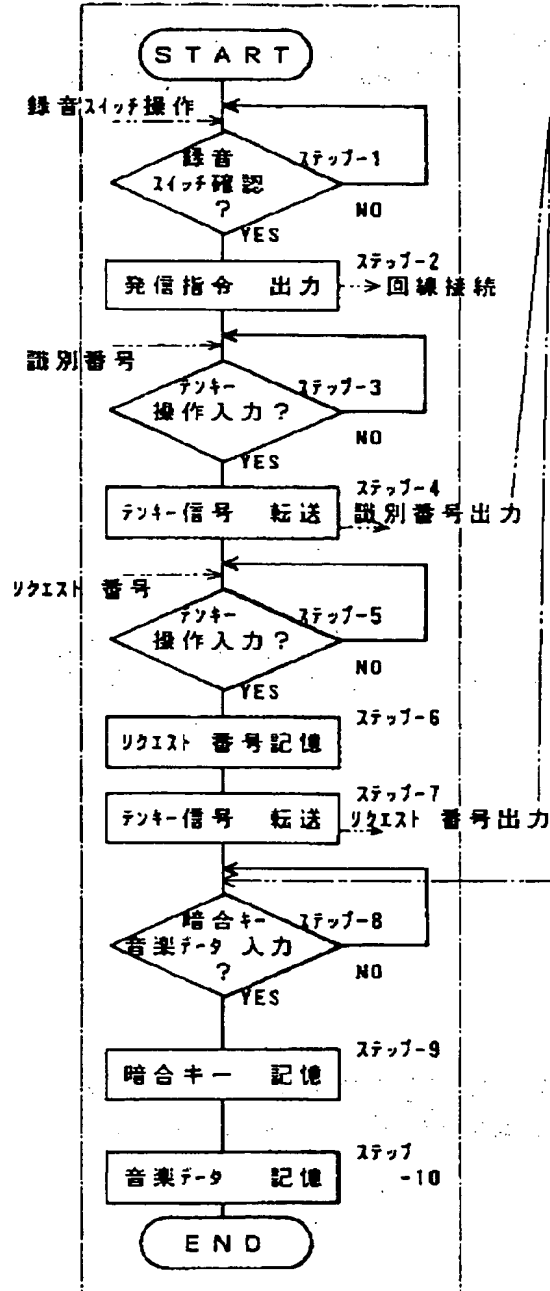 START
録音スイッチ操作
録音 ステップ-1
スイッチ確認
?
NO
YES
ステップ-2
発信指令 出力
回線接続
識別番号
テンキー ステップ-3
操作入力?
NO
YES
ステップ-4
テンキー信号 転送
識別番号出力
リクエスト 番号
テンキー ステップ-5
操作入力?
NO
YES
ステップ-6
リクエスト 番号記憶
ステップ-7
テンキー信号 転送
リクエスト 番号出力
暗合キー ステップ-8
音楽データ 入力
?
NO
YES
ステップ-9
暗合キー 記憶
ステップ
-10
音楽データ 記憶
END